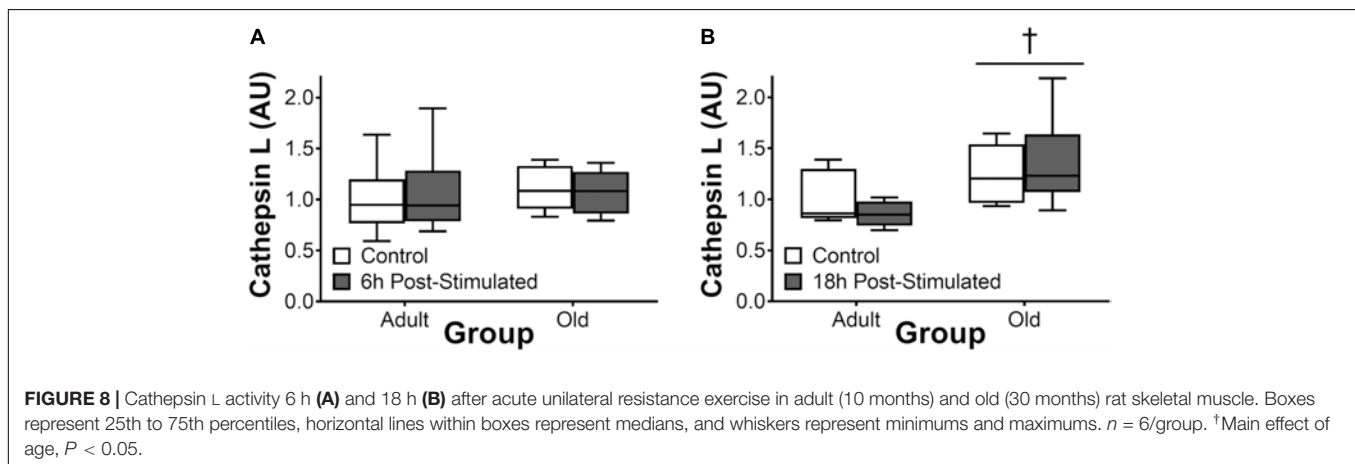 A
Cathepsin L (AU)
2.0
1.5
1.0
0.5
0.0
Control
6h Post-Stimulated
Adult
Old
Group
B
†
Cathepsin L (AU)
2.0
1.5
1.0
0.5
0.0
Control
18h Post-Stimulated
Adult
Old
Group
FIGURE 8 | Cathepsin L activity 6 h (A) and 18 h (B) after acute unilateral resistance exercise in adult (10 months) and old (30 months) rat skeletal muscle. Boxes
represent 25th to 75th percentiles, horizontal lines within boxes represent medians, and whiskers represent minimums and maximums. n = 6/group. †Main effect of
age, P < 0.05.